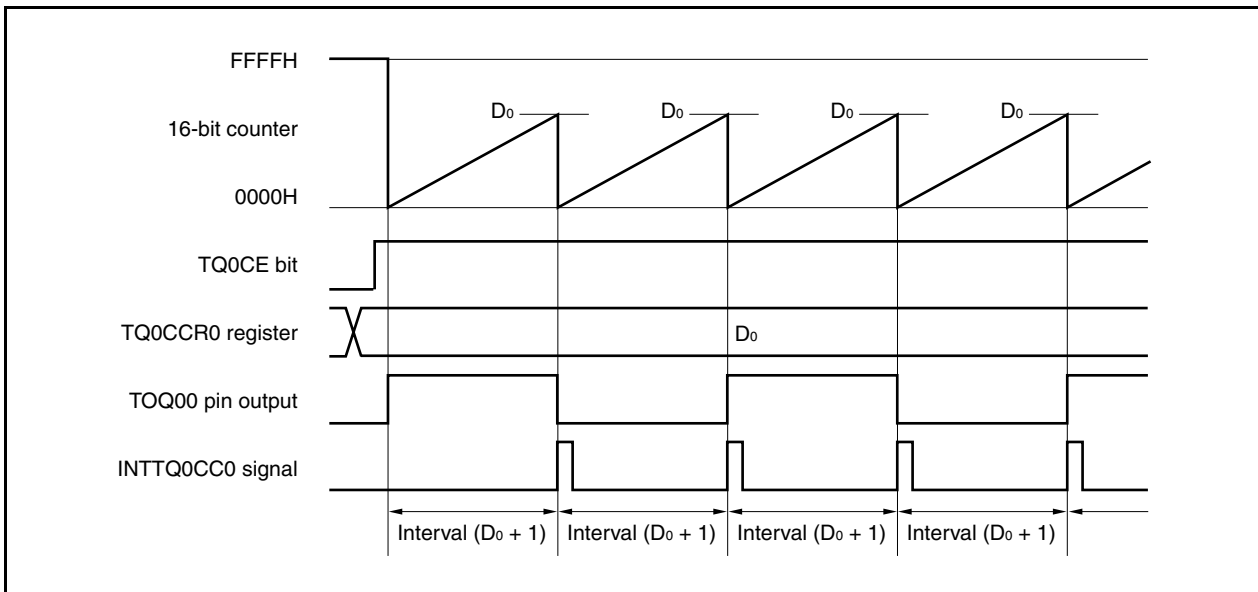 FFFFH
D0 D0 D0 D0
16-bit counter
0000H
TQ0CE bit
TQ0CCR0 register D0
TOQ00 pin output
INTTQ0CC0 signal
Interval (D0 + 1) Interval (D0 + 1) Interval (D0 + 1) Interval (D0 + 1)